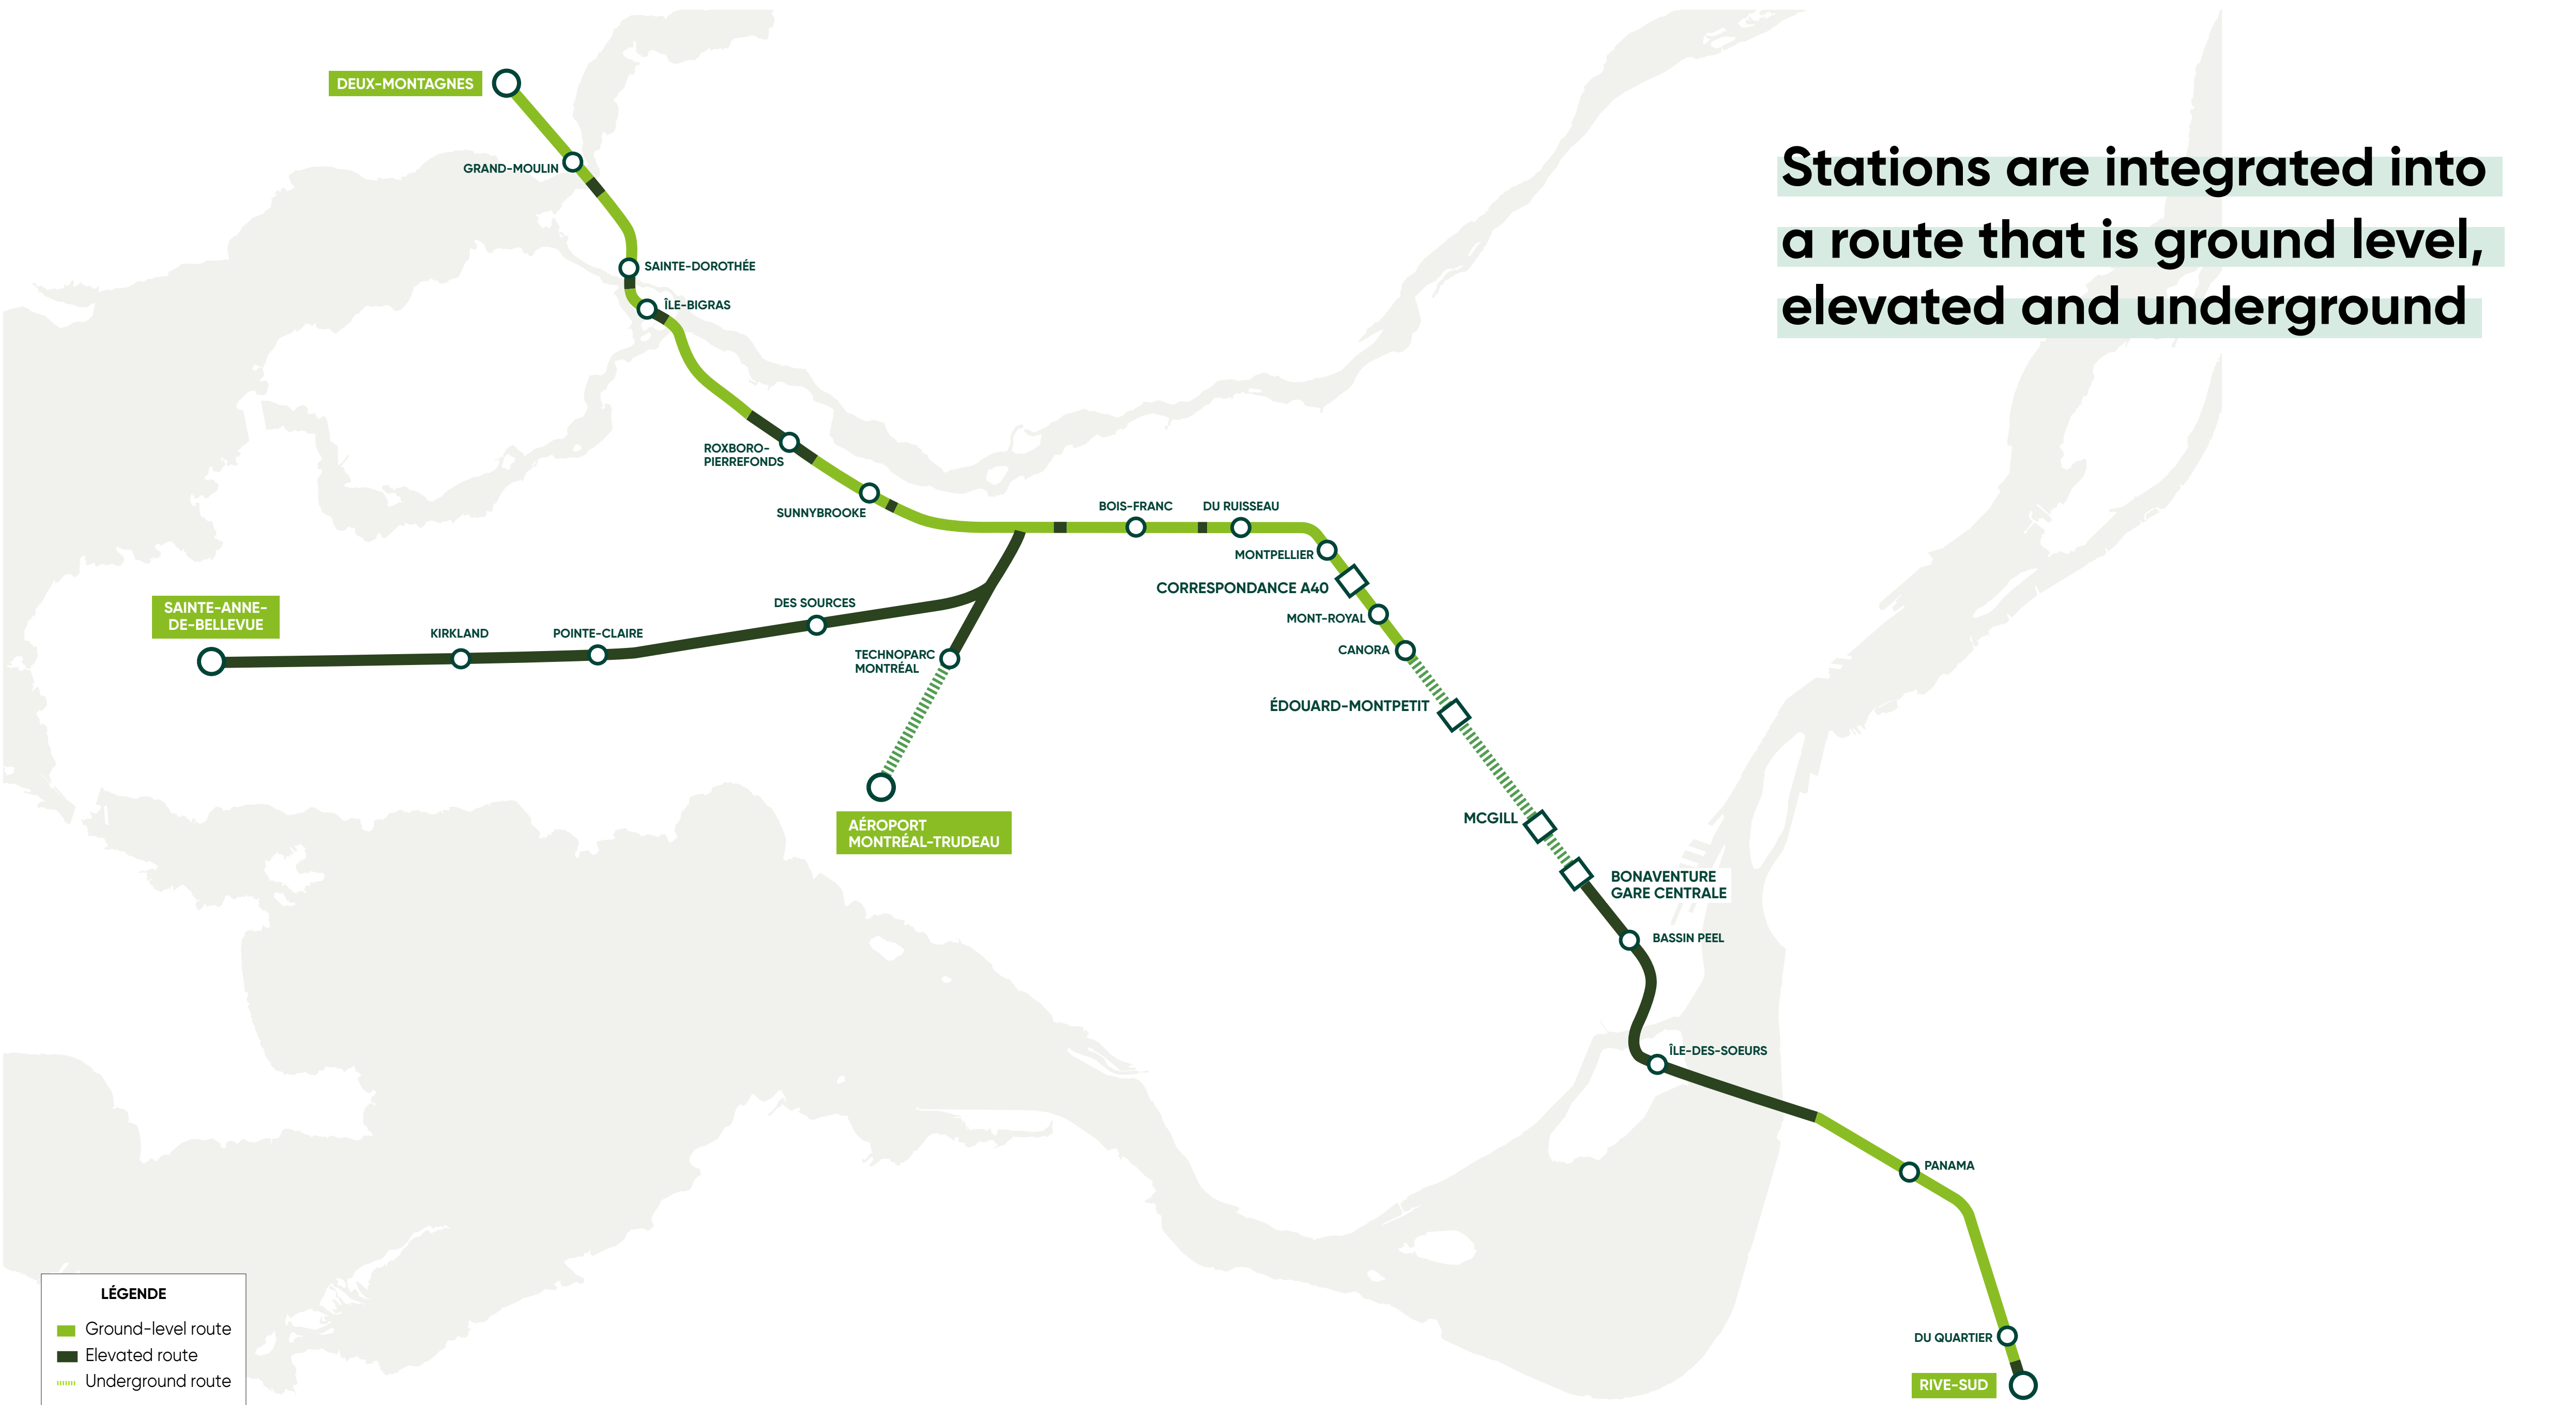 Stations are integrated into
a route that is ground level,
elevated and underground
DEUX-MONTAGNES
GRAND-MOULIN
SAINTE-DOROTHÉE
ÎLE-BIGRAS
ROXBORO-
PIERREFONDS
SUNNYBROOKE
BOIS-FRANC
DU RUISSEAU
MONTPELLIER
CORRESPONDANCE A40
MONT-ROYAL
CANORA
SAINTE-ANNE-
DE-BELLEVUE
KIRKLAND
POINTE-CLAIRE
DES SOURCES
TECHNOPARC
MONTRÉAL
AÉROPORT
MONTRÉAL-TRUDEAU
ÉDOUARD-MONTPETIT
MCGILL
BONAVENTURE
GARE CENTRALE
BASSIN PEEL
ÎLE-DES-SOEURS
PANAMA
DU QUARTIER
RIVE-SUD
LÉGENDE
Ground-level route
Elevated route
Underground route